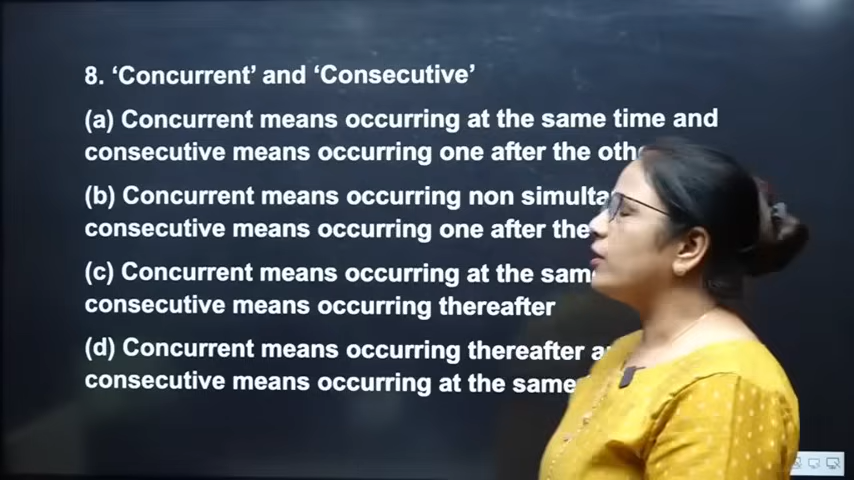 8. ‘Concurrent’ and ‘Consecutive’
(a) Concurrent means occurring at the same time and
consecutive means occurring one after the
(b) Concurrent means occurring non
consecutive means occurring one after the
(c) Concurrent means occurring at the
consecutive means occurring thereafter
(d) Concurrent means occurring thereafter
consecutive means occurring at the same